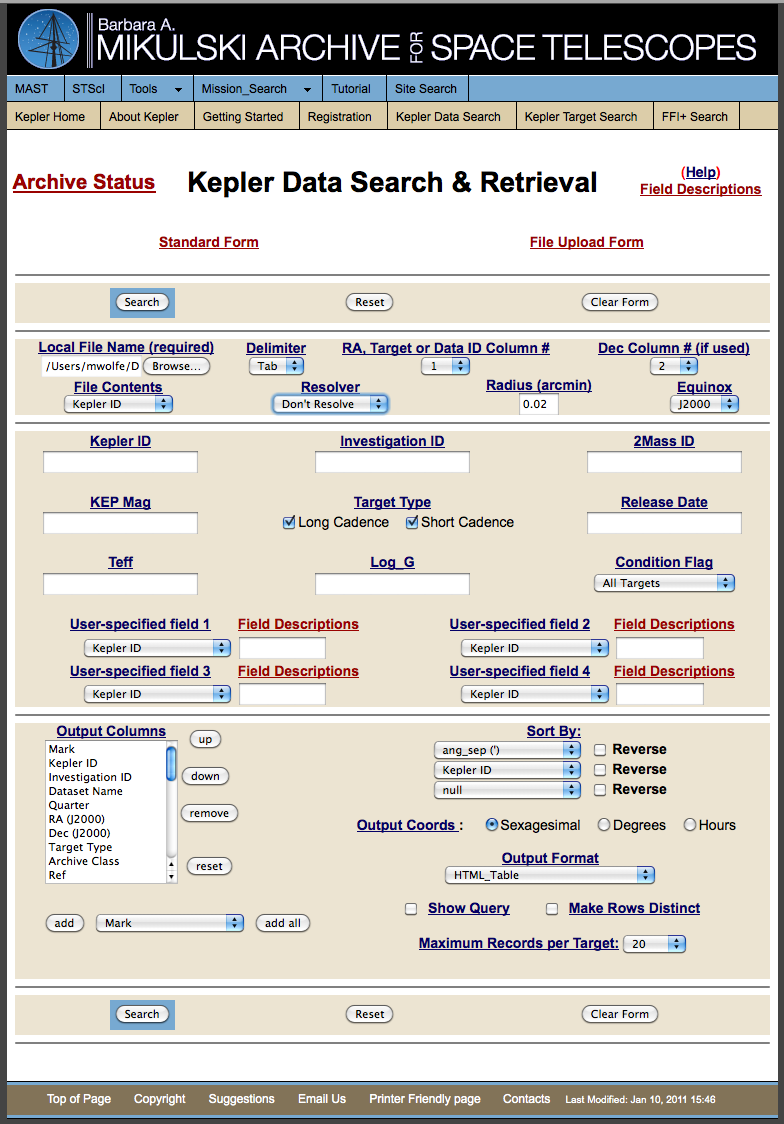 Barbara A.
MIKULSKI ARCHIVE FOR SPACE TELESCOPES
MAST STScI Tools Mission_Search Tutorial Site Search
Kepler Home About Kepler Getting Started Registration Kepler Data Search Kepler Target Search FFI+ Search
Archive Status Kepler Data Search & Retrieval (Help)
Field Descriptions
Standard Form File Upload Form
Search Reset Clear Form
Local File Name (required) Delimiter RA, Target or Data ID Column # Dec Column # (if used)
/Users/mwolfe/D Browse... Tab 1 2
File Contents Resolver Radius (arcmin) Equinox
Kepler ID Don't Resolve 0.02 J2000
Kepler ID Investigation ID 2Mass ID
KEP Mag Target Type Release Date
Long Cadence Short Cadence
Teff Log_G Condition Flag
All Targets
User-specified field 1 Field Descriptions User-specified field 2 Field Descriptions
Kepler ID Kepler ID
User-specified field 3 Field Descriptions User-specified field 4 Field Descriptions
Kepler ID Kepler ID
Output Columns up Sort By:
Mark ang_sep (') Reverse
Kepler ID Kepler ID Reverse
Investigation ID down
Dataset Name null Reverse
Quarter
RA (J2000) remove
Dec (J2000) Output Coords : Sexagesimal Degrees Hours
Target Type
Archive Class reset Output Format
Ref HTML_Table
add Mark add all Show Query Make Rows Distinct
Maximum Records per Target: 20
Search Reset Clear Form
Top of Page Copyright Suggestions Email Us Printer Friendly page Contacts Last Modified: Jan 10, 2011 15:46